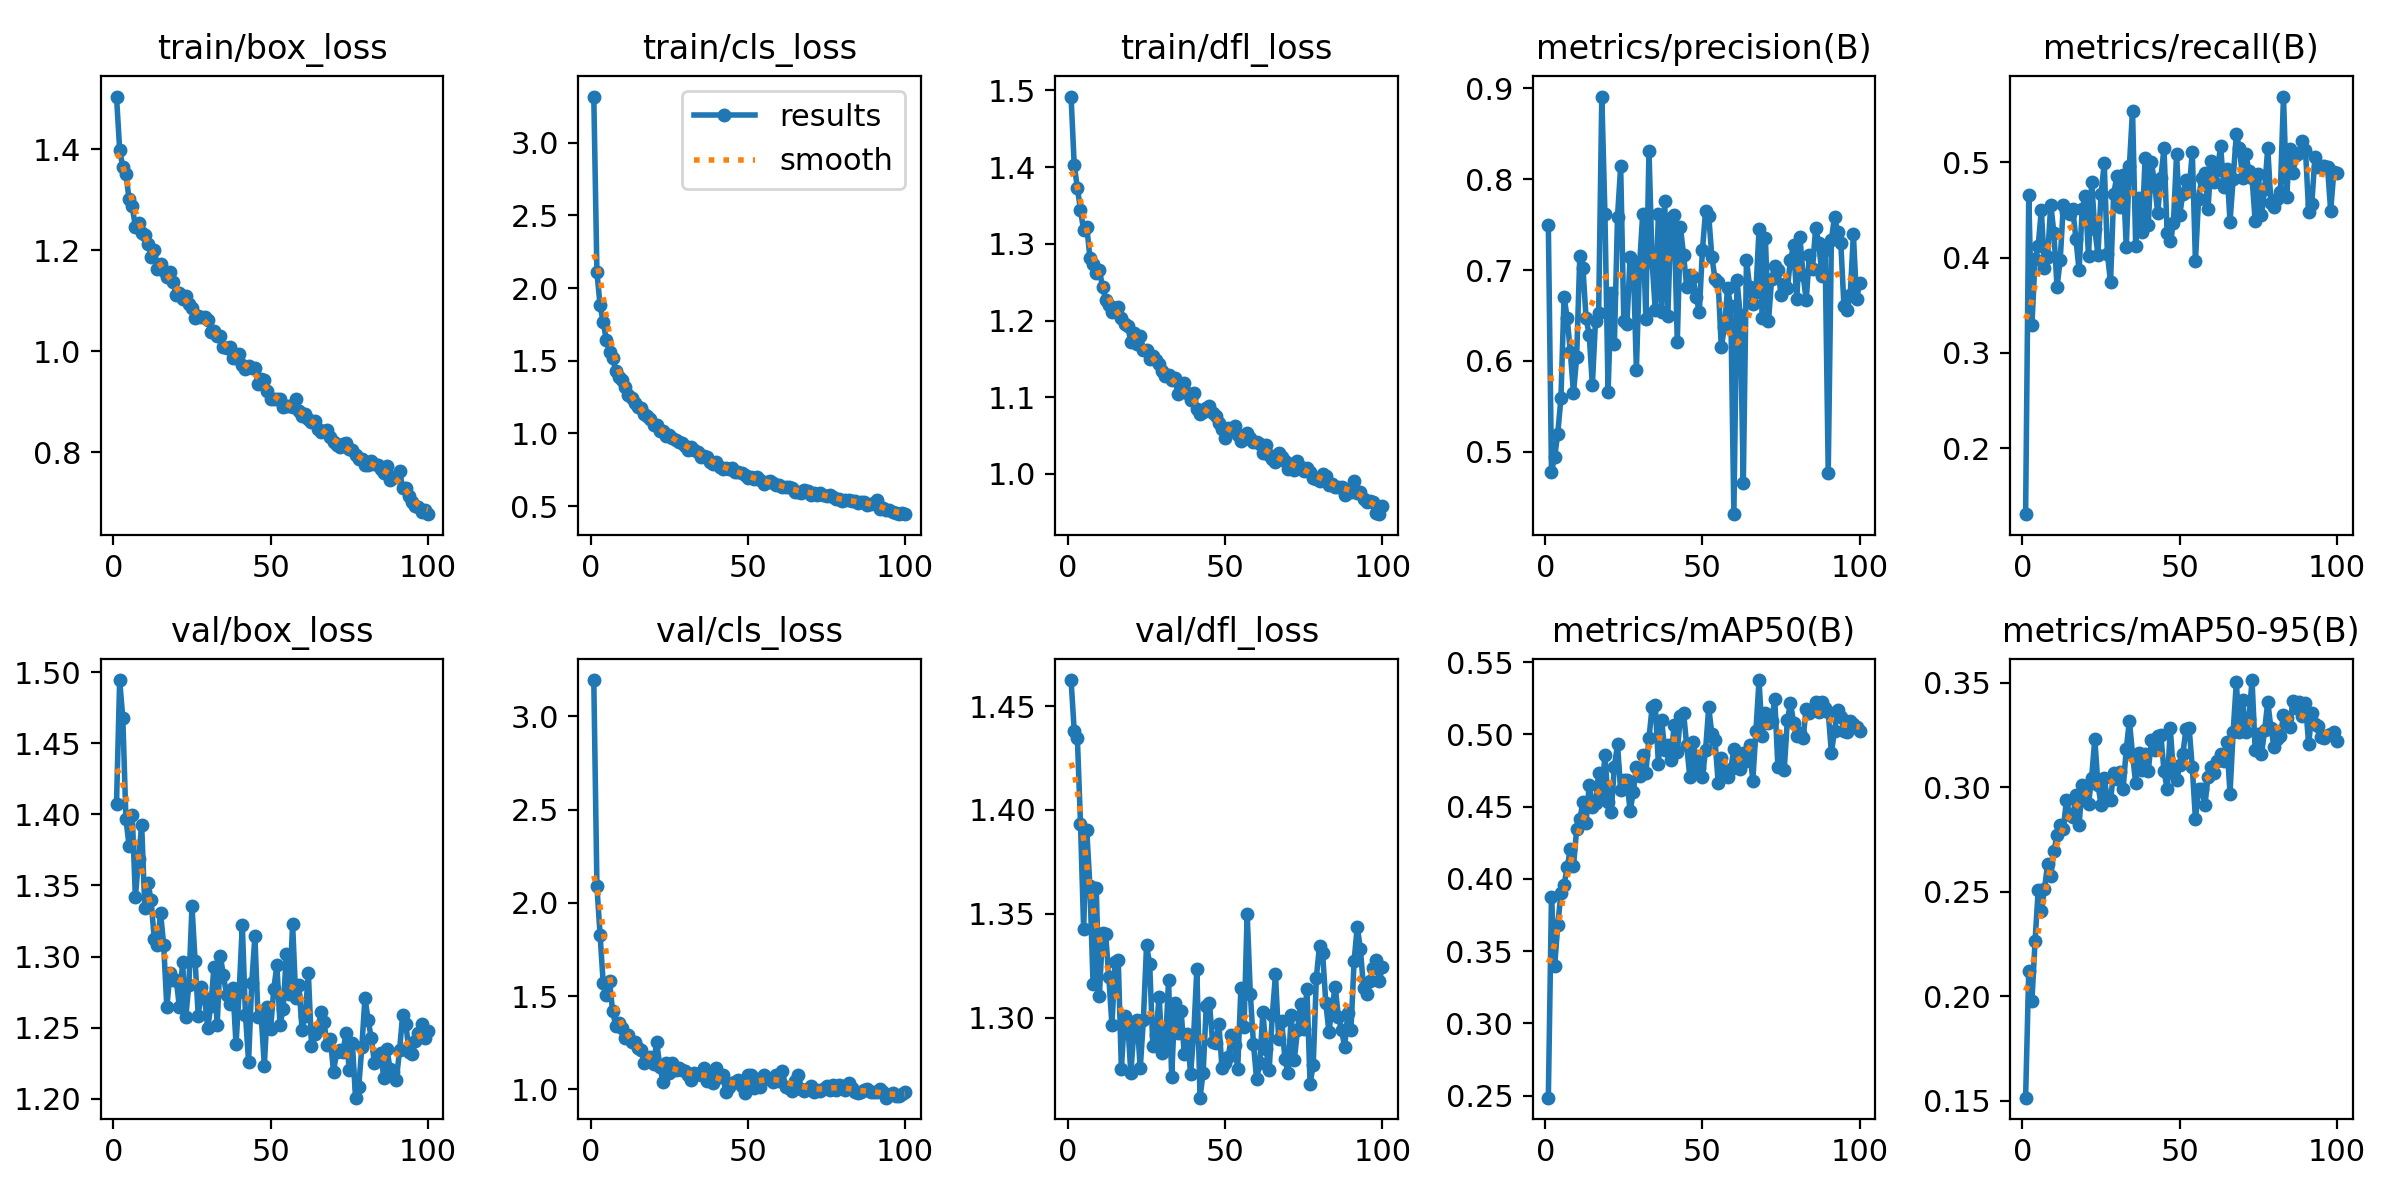 train/box_loss
1.4
1.2
1.0
0.8
0 50 100
train/cls_loss
results
smooth
3.0
2.5
2.0
1.5
1.0
0.5
0 50 100
train/dfl_loss
1.5
1.4
1.3
1.2
1.1
1.0
0 50 100
metrics/precision(B)
0.9
0.8
0.7
0.6
0.5
0 50 100
metrics/recall(B)
0.5
0.4
0.3
0.2
0 50 100
val/box_loss
1.50
1.45
1.40
1.35
1.30
1.25
1.20
0 50 100
val/cls_loss
3.0
2.5
2.0
1.5
1.0
0 50 100
val/dfl_loss
1.45
1.40
1.35
1.30
0 50 100
metrics/mAP50(B)
0.55
0.50
0.45
0.40
0.35
0.30
0.25
0 50 100
metrics/mAP50-95(B)
0.35
0.30
0.25
0.20
0.15
0 50 100